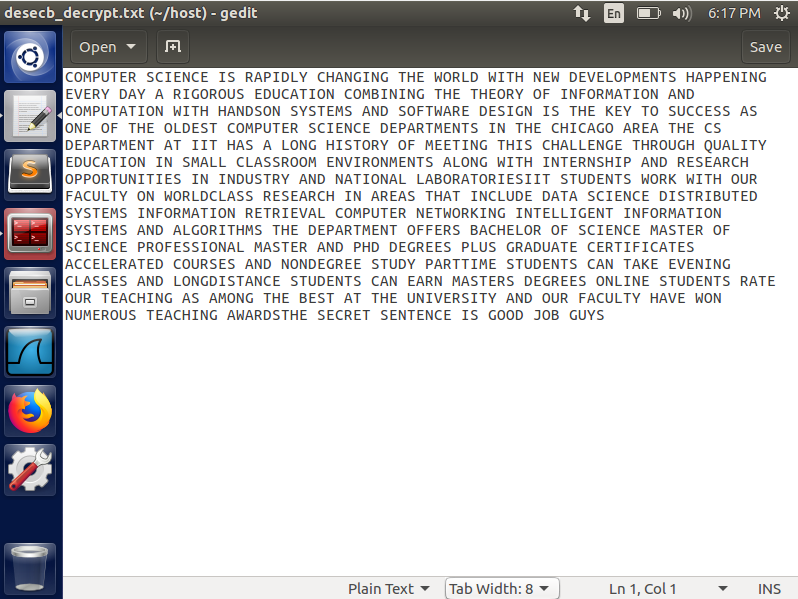 desecb_decrypt.txt (~/host) - gedit
En
6:17 PM
Open
Save
COMPUTER SCIENCE IS RAPIDLY CHANGING THE WORLD WITH NEW DEVELOPMENTS HAPPENING
EVERY DAY A RIGOROUS EDUCATION COMBINING THE THEORY OF INFORMATION AND
COMPUTATION WITH HANDSON SYSTEMS AND SOFTWARE DESIGN IS THE KEY TO SUCCESS AS
ONE OF THE OLDEST COMPUTER SCIENCE DEPARTMENTS IN THE CHICAGO AREA THE CS
DEPARTMENT AT IIT HAS A LONG HISTORY OF MEETING THIS CHALLENGE THROUGH QUALITY
EDUCATION IN SMALL CLASSROOM ENVIRONMENTS ALONG WITH INTERNSHIP AND RESEARCH
OPPORTUNITIES IN INDUSTRY AND NATIONAL LABORATORIESIIT STUDENTS WORK WITH OUR
FACULTY ON WORLDCLASS RESEARCH IN AREAS THAT INCLUDE DATA SCIENCE DISTRIBUTED
SYSTEMS INFORMATION RETRIEVAL COMPUTER NETWORKING INTELLIGENT INFORMATION
SYSTEMS AND ALGORITHMS THE DEPARTMENT OFFERS BACHELOR OF SCIENCE MASTER OF
SCIENCE PROFESSIONAL MASTER AND PHD DEGREES PLUS GRADUATE CERTIFICATES
ACCELERATED COURSES AND NONDEGREE STUDY PARTTIME STUDENTS CAN TAKE EVENING
CLASSES AND LONGDISTANCE STUDENTS CAN EARN MASTERS DEGREES ONLINE STUDENTS RATE
OUR TEACHING AS AMONG THE BEST AT THE UNIVERSITY AND OUR FACULTY HAVE WON
NUMEROUS TEACHING AWARDSTHE SECRET SENTENCE IS GOOD JOB GUYS
Plain Text
Tab Width: 8
Ln 1, Col 1
INS